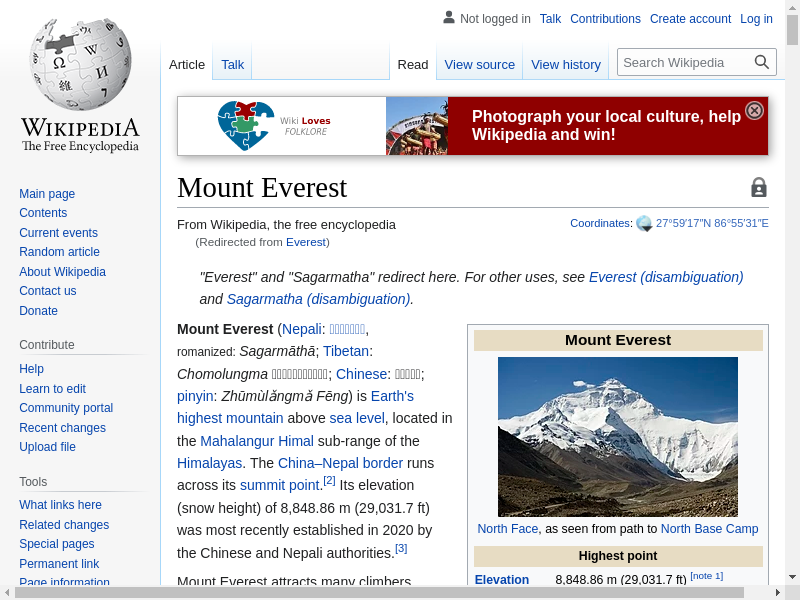 Not logged in Talk Contributions Create account Log in
Article Talk Read View source View history Search Wikipedia
WIKIPEDIA
The Free Encyclopedia
Wiki Loves
FOLKLORE
Photograph your local culture, help
Wikipedia and win!
Main page
Contents
Current events
Random article
About Wikipedia
Contact us
Donate
Contribute
Help
Learn to edit
Community portal
Recent changes
Upload file
Tools
What links here
Related changes
Special pages
Permanent link
Page information
Mount Everest
From Wikipedia, the free encyclopedia
Coordinates: 27°59′17″N 86°55′31″E
(Redirected from Everest)
"Everest" and "Sagarmatha" redirect here. For other uses, see Everest (disambiguation)
and Sagarmatha (disambiguation).
Mount Everest (Nepali: ,
romanized: Sagarmāthā; Tibetan:
Chomolungma ; Chinese: ;
pinyin: Zhūmùlǎngmǎ Fēng) is Earth's
highest mountain above sea level, located in
the Mahalangur Himal sub-range of the
Himalayas. The China–Nepal border runs
across its summit point.[2] Its elevation
(snow height) of 8,848.86 m (29,031.7 ft)
was most recently established in 2020 by
the Chinese and Nepali authorities.[3]
Mount Everest attracts many climbers
Mount Everest
North Face, as seen from path to North Base Camp
Highest point
Elevation 8,848.86 m (29,031.7 ft) [note 1]